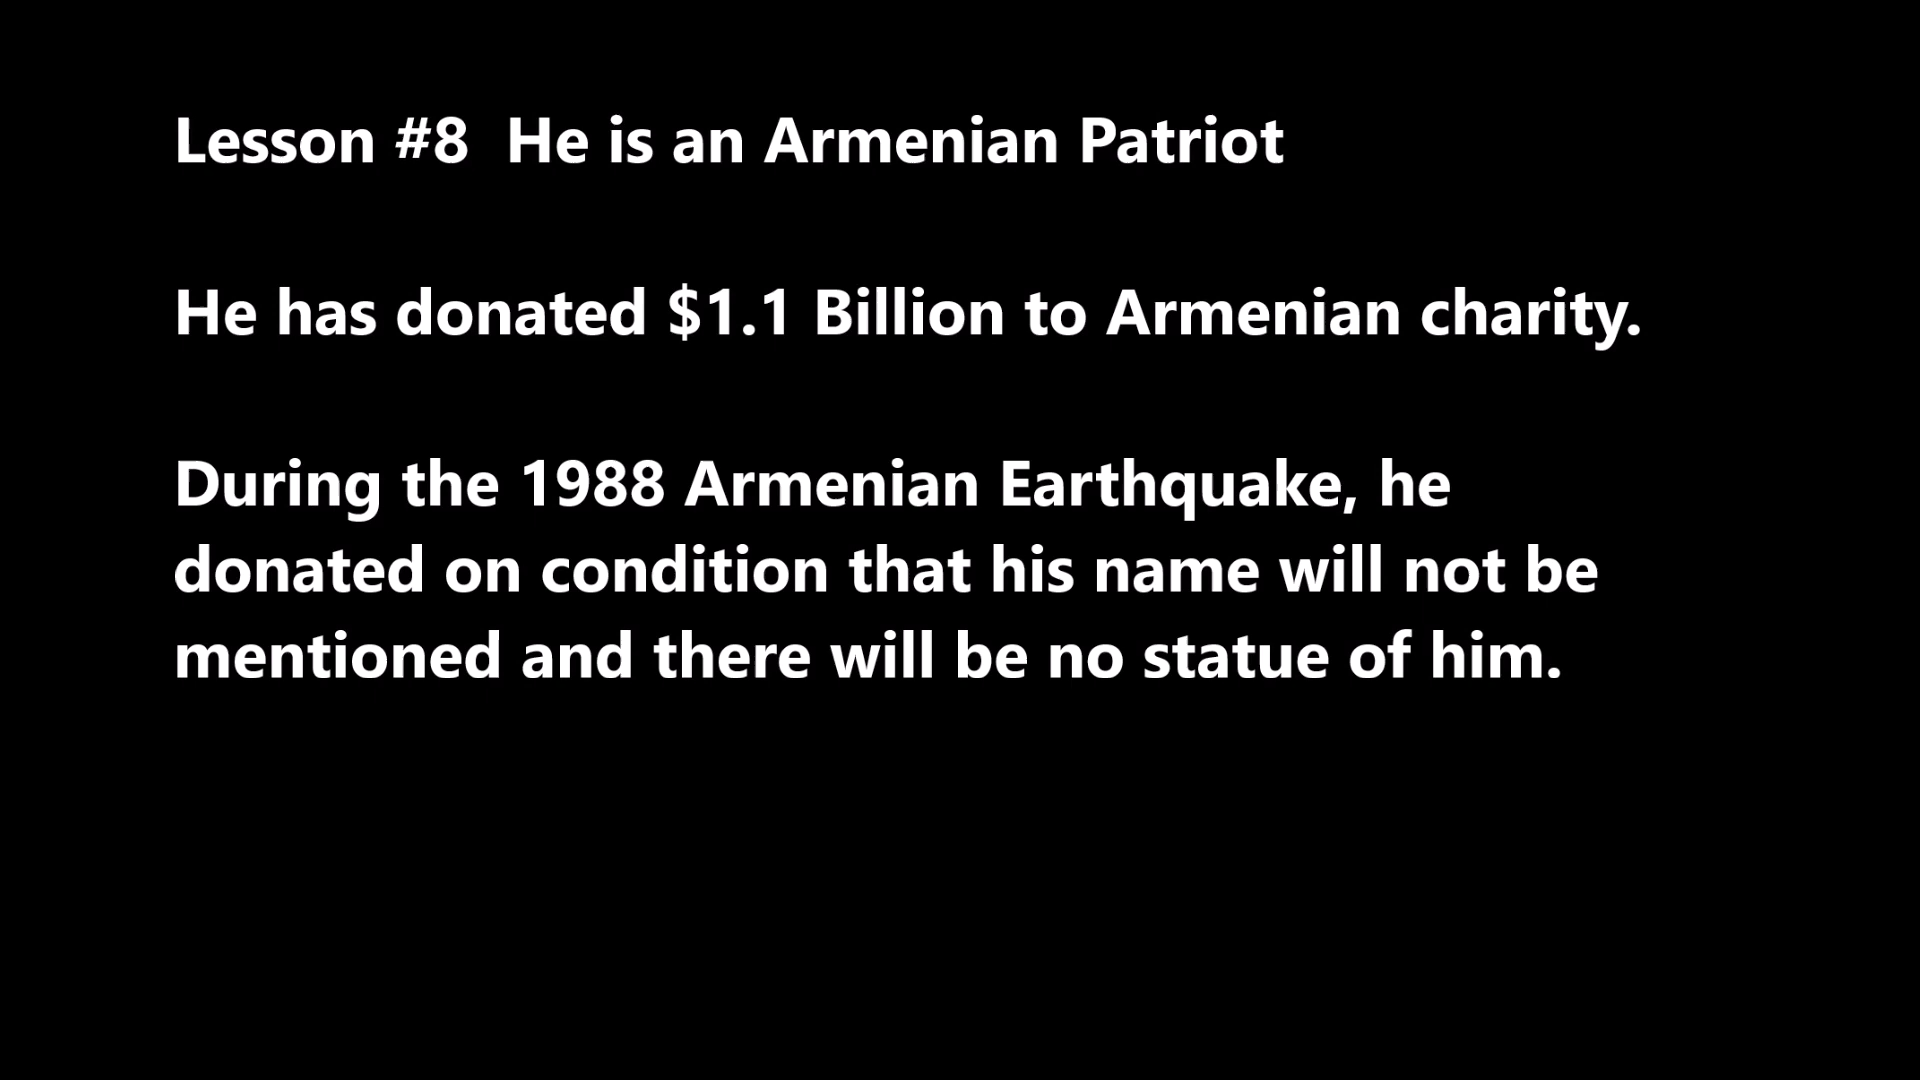 Lesson #8  He is an Armenian Patriot
He has donated $1.1 Billion to Armenian charity.
During the 1988 Armenian Earthquake, he
donated on condition that his name will not be
mentioned and there will be no statue of him.